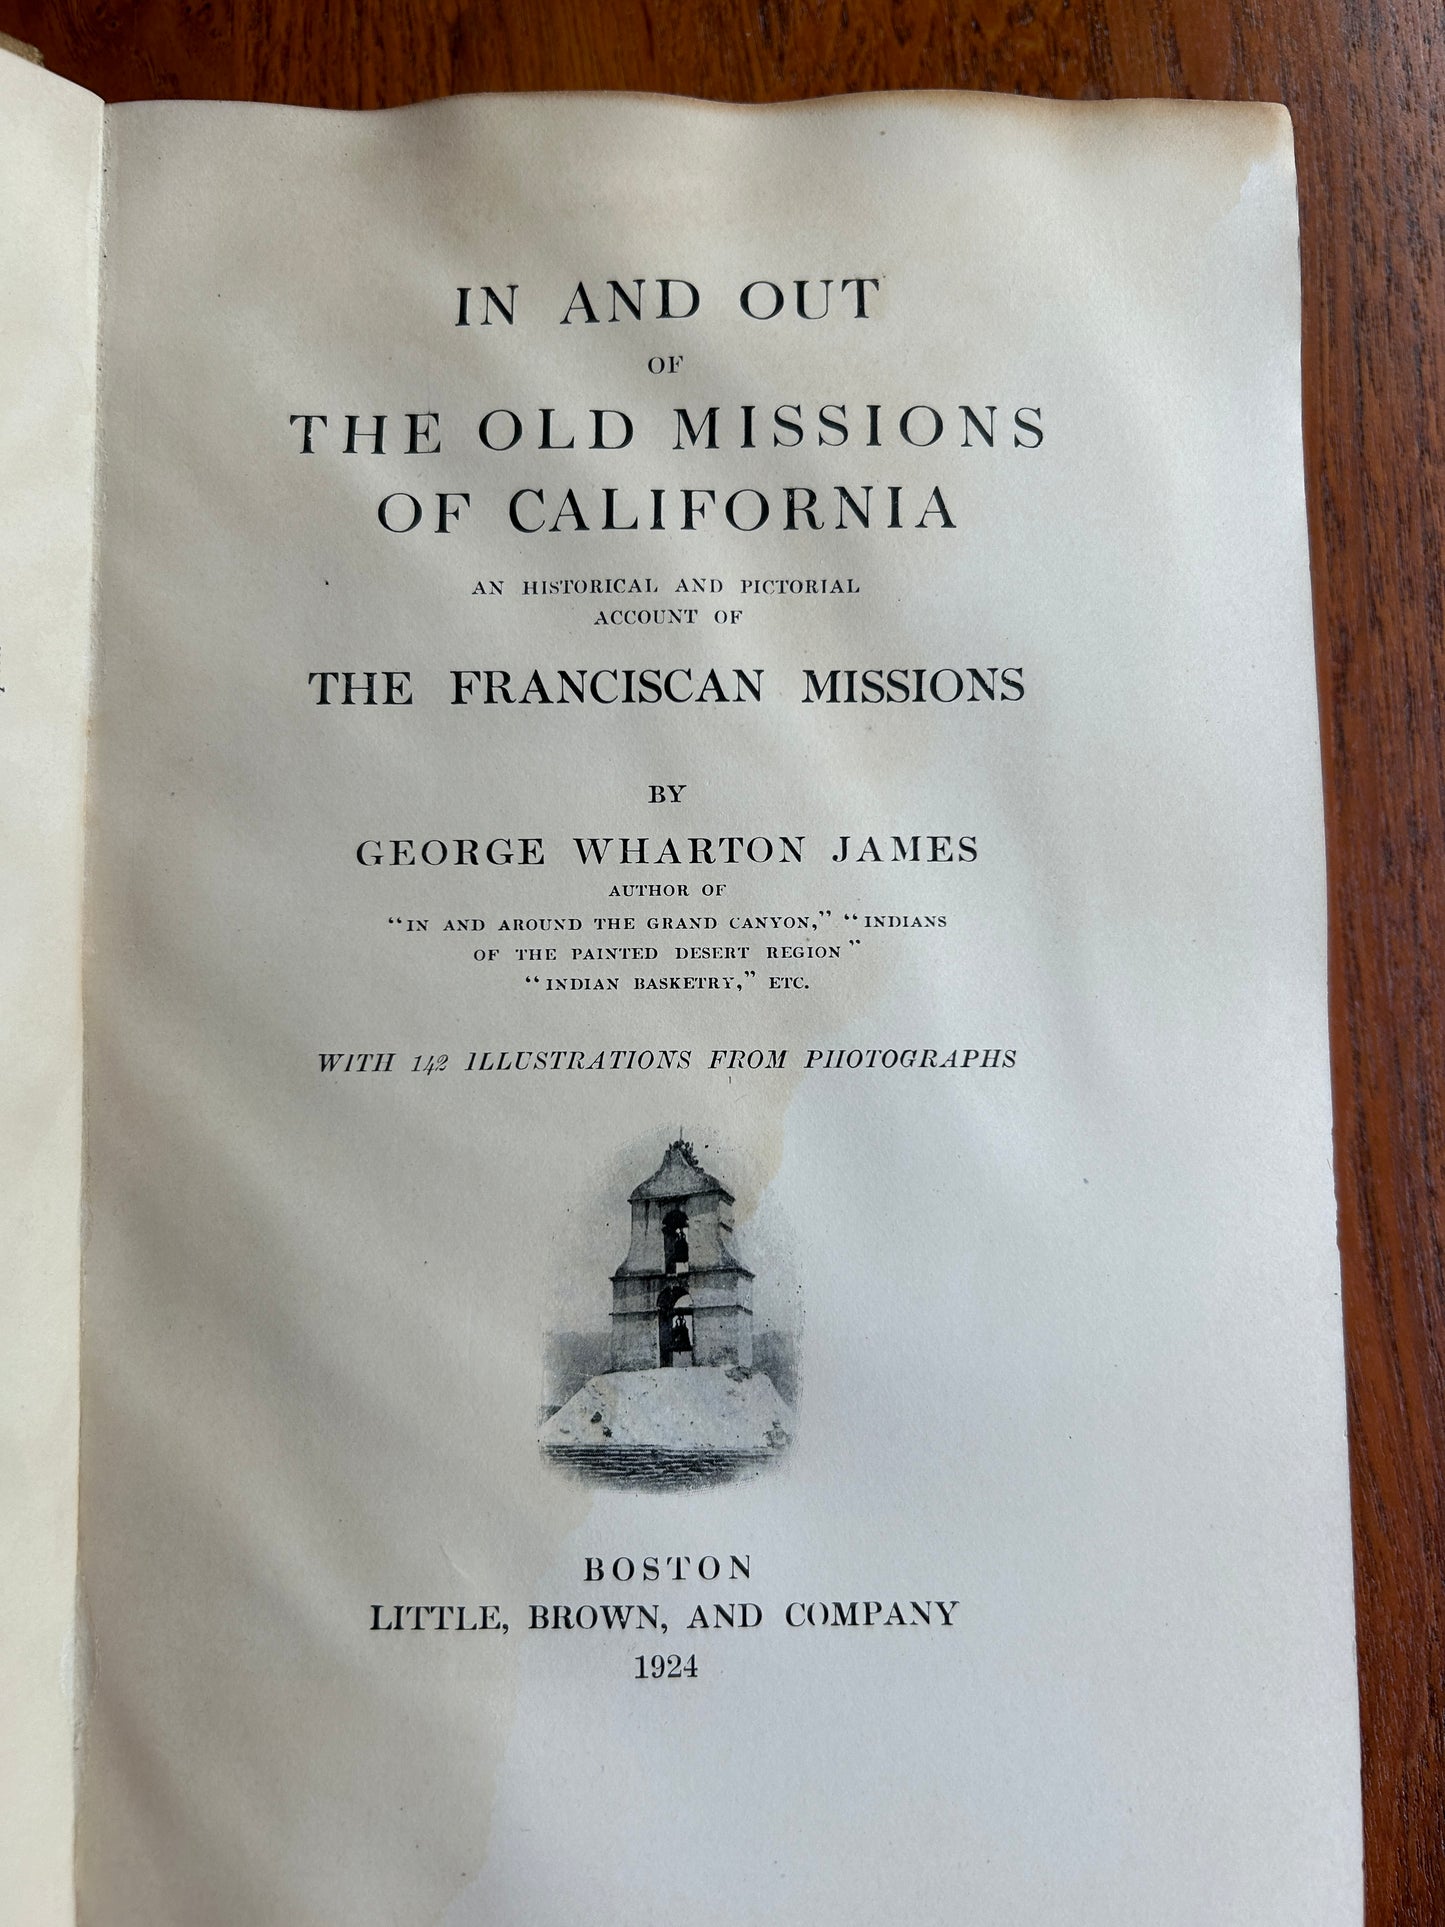 IN AND OUT
OF
THE OLD MISSIONS
OF CALIFORNIA
AN HISTORICAL AND PICTORIAL
ACCOUNT OF
THE FRANCISCAN MISSIONS
BY
GEORGE WHARTON JAMES
AUTHOR OF
“IN AND AROUND THE GRAND CANYON,” “INDIANS
OF THE PAINTED DESERT REGION”
“INDIAN BASKETRY,” ETC.
WITH 142 ILLUSTRATIONS FROM PHOTOGRAPHS
BOSTON
LITTLE, BROWN, AND COMPANY
1924